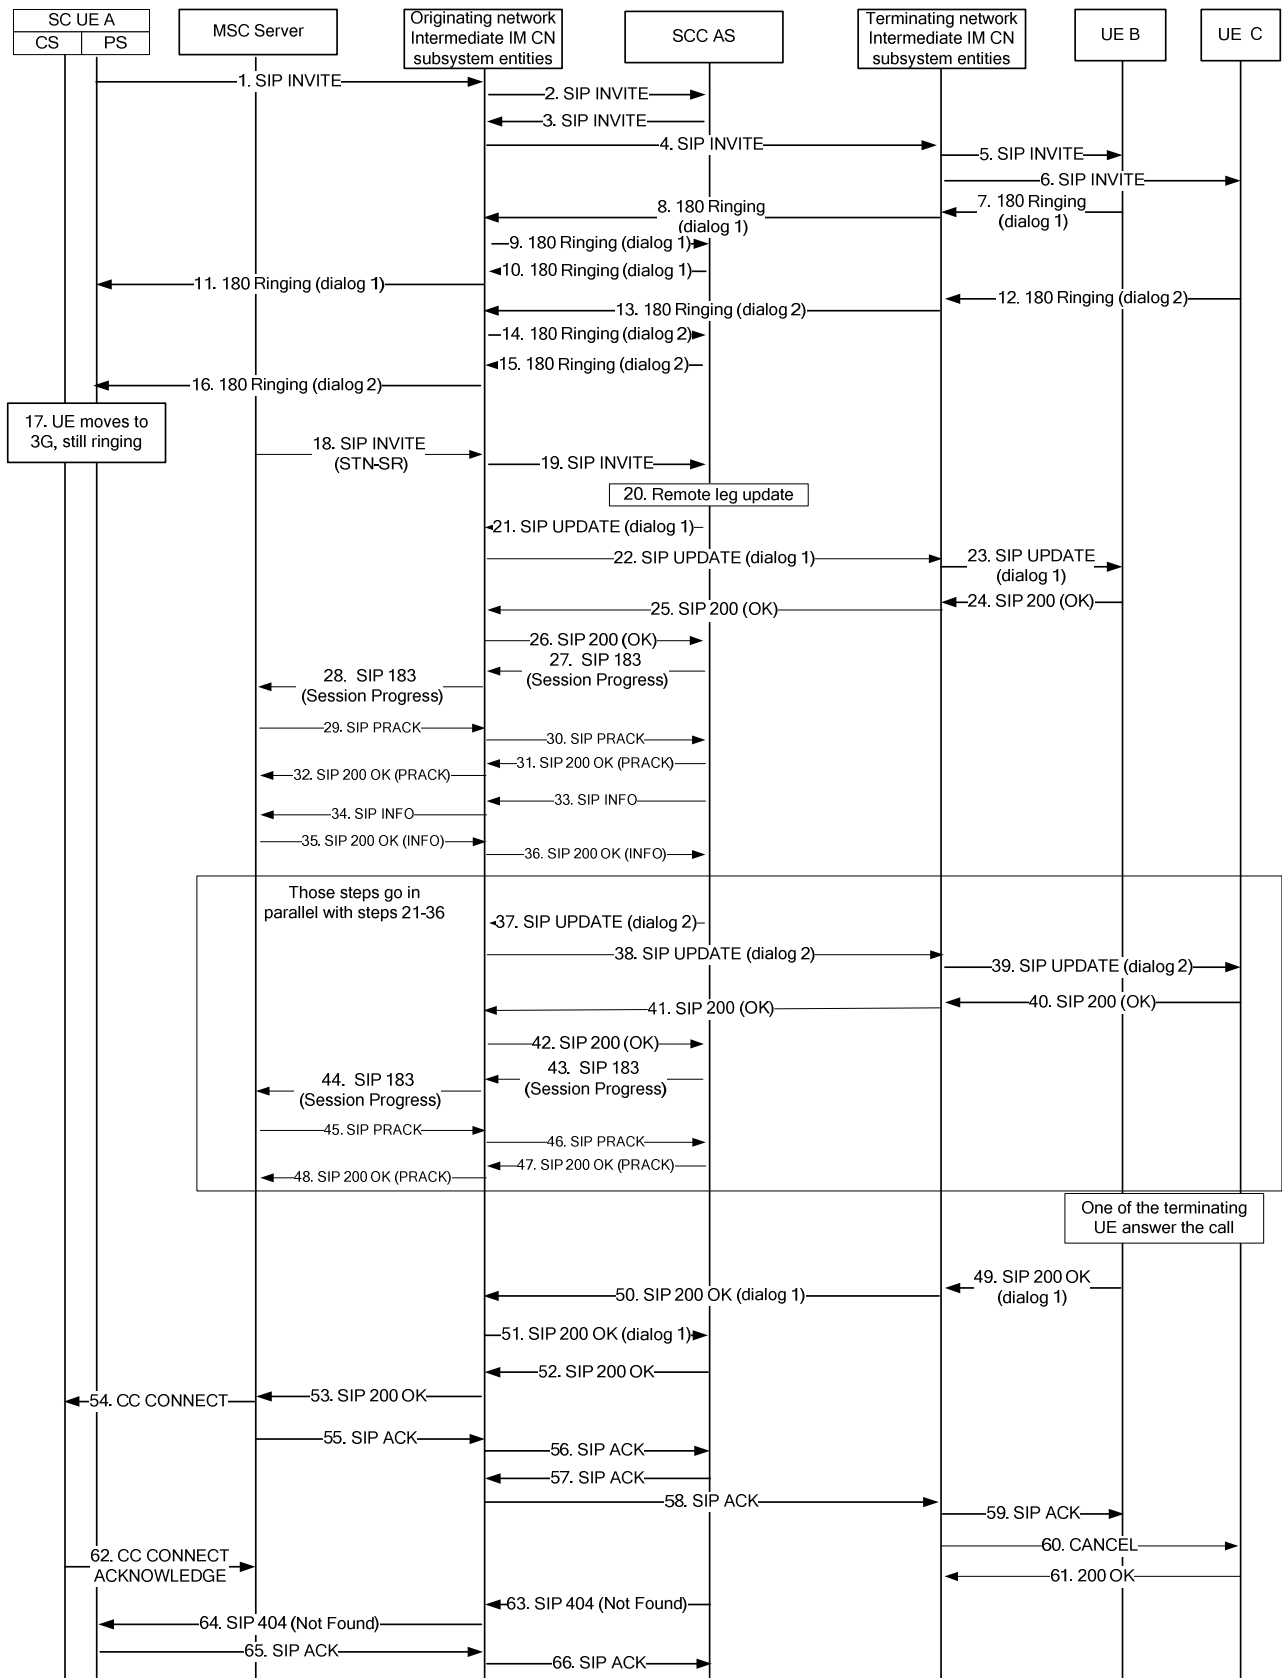 SC UE A
CS
PS
MSC Server
Originating network
Intermediate IM CN
subsystem entities
SCC AS
Terminating network
Intermediate IM CN
subsystem entities
UE B
UE C
1. SIP INVITE
2. SIP INVITE
3. SIP INVITE
4. SIP INVITE
5. SIP INVITE
6. SIP INVITE
7. 180 Ringing
(dialog 1)
8. 180 Ringing
(dialog 1)
9. 180 Ringing (dialog 1)
10. 180 Ringing (dialog 1)
11. 180 Ringing (dialog 1)
12. 180 Ringing (dialog 2)
13. 180 Ringing (dialog 2)
14. 180 Ringing (dialog 2)
15. 180 Ringing (dialog 2)
16. 180 Ringing (dialog 2)
17. UE moves to
3G, still ringing
18. SIP INVITE
(STN-SR)
19. SIP INVITE
20. Remote leg update
21. SIP UPDATE (dialog 1)
22. SIP UPDATE (dialog 1)
23. SIP UPDATE
(dialog 1)
24. SIP 200 (OK)
25. SIP 200 (OK)
26. SIP 200 (OK)
27. SIP 183
(Session Progress)
28. SIP 183
(Session Progress)
29. SIP PRACK
30. SIP PRACK
31. SIP 200 OK (PRACK)
32. SIP 200 OK (PRACK)
33. SIP INFO
34. SIP INFO
35. SIP 200 OK (INFO)
36. SIP 200 OK (INFO)
Those steps go in
parallel with steps 21-36
37. SIP UPDATE (dialog 2)
38. SIP UPDATE (dialog 2)
39. SIP UPDATE (dialog 2)
40. SIP 200 (OK)
41. SIP 200 (OK)
42. SIP 200 (OK)
43. SIP 183
(Session Progress)
44. SIP 183
(Session Progress)
45. SIP PRACK
46. SIP PRACK
47. SIP 200 OK (PRACK)
48. SIP 200 OK (PRACK)
One of the terminating
UE answer the call
49. SIP 200 OK
(dialog 1)
50. SIP 200 OK (dialog 1)
51. SIP 200 OK (dialog 1)
52. SIP 200 OK
53. SIP 200 OK
54. CC CONNECT
55. SIP ACK
56. SIP ACK
57. SIP ACK
58. SIP ACK
59. SIP ACK
60. CANCEL
62. CC CONNECT
ACKNOWLEDGE
61. 200 OK
63. SIP 404 (Not Found)
64. SIP 404 (Not Found)
65. SIP ACK
66. SIP ACK